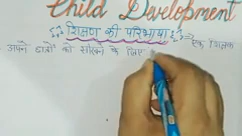 Child Development
शिक्षण की परिभाषा
एक शिक्षक
अपने छात्रों को सीखने के लिए